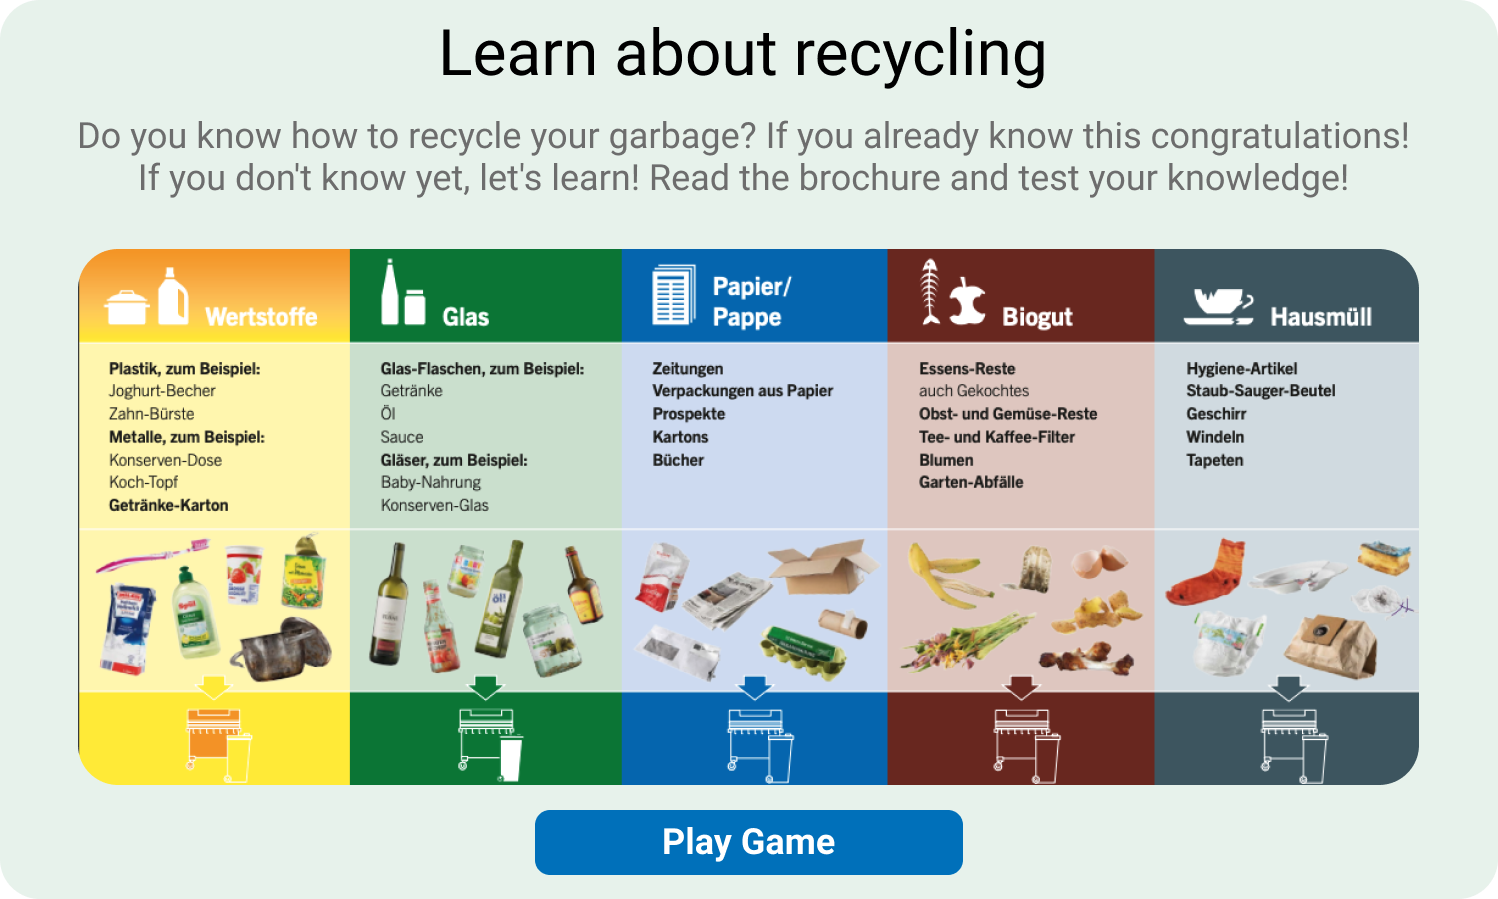 Learn about recycling
Do you know how to recycle your garbage? If you already know this congratulations!
If you don't know yet, let's learn! Read the brochure and test your knowledge!
Wertstoffe
Plastik, zum Beispiel:
Joghurt-Becher
Zahn-Bürste
Metalle, zum Beispiel:
Konserven-Dose
Koch-Topf
Getränke-Karton
Glas
Glas-Flaschen, zum Beispiel:
Getränke
Öl
Sauce
Gläser, zum Beispiel:
Baby-Nahrung
Konserven-Glas
öl!
Papier/
Pappe
Zeitungen
Verpackungen aus Papier
Prospekte
Kartons
Bücher
Biogut
Essens-Reste
auch Gekochtes
Obst- und Gemüse-Reste
Tee- und Kaffee-Filter
Blumen
Garten-Abfälle
Hausmüll
Hygiene-Artikel
Staub-Sauger-Beutel
Geschirr
Windeln
Tapeten
Play Game